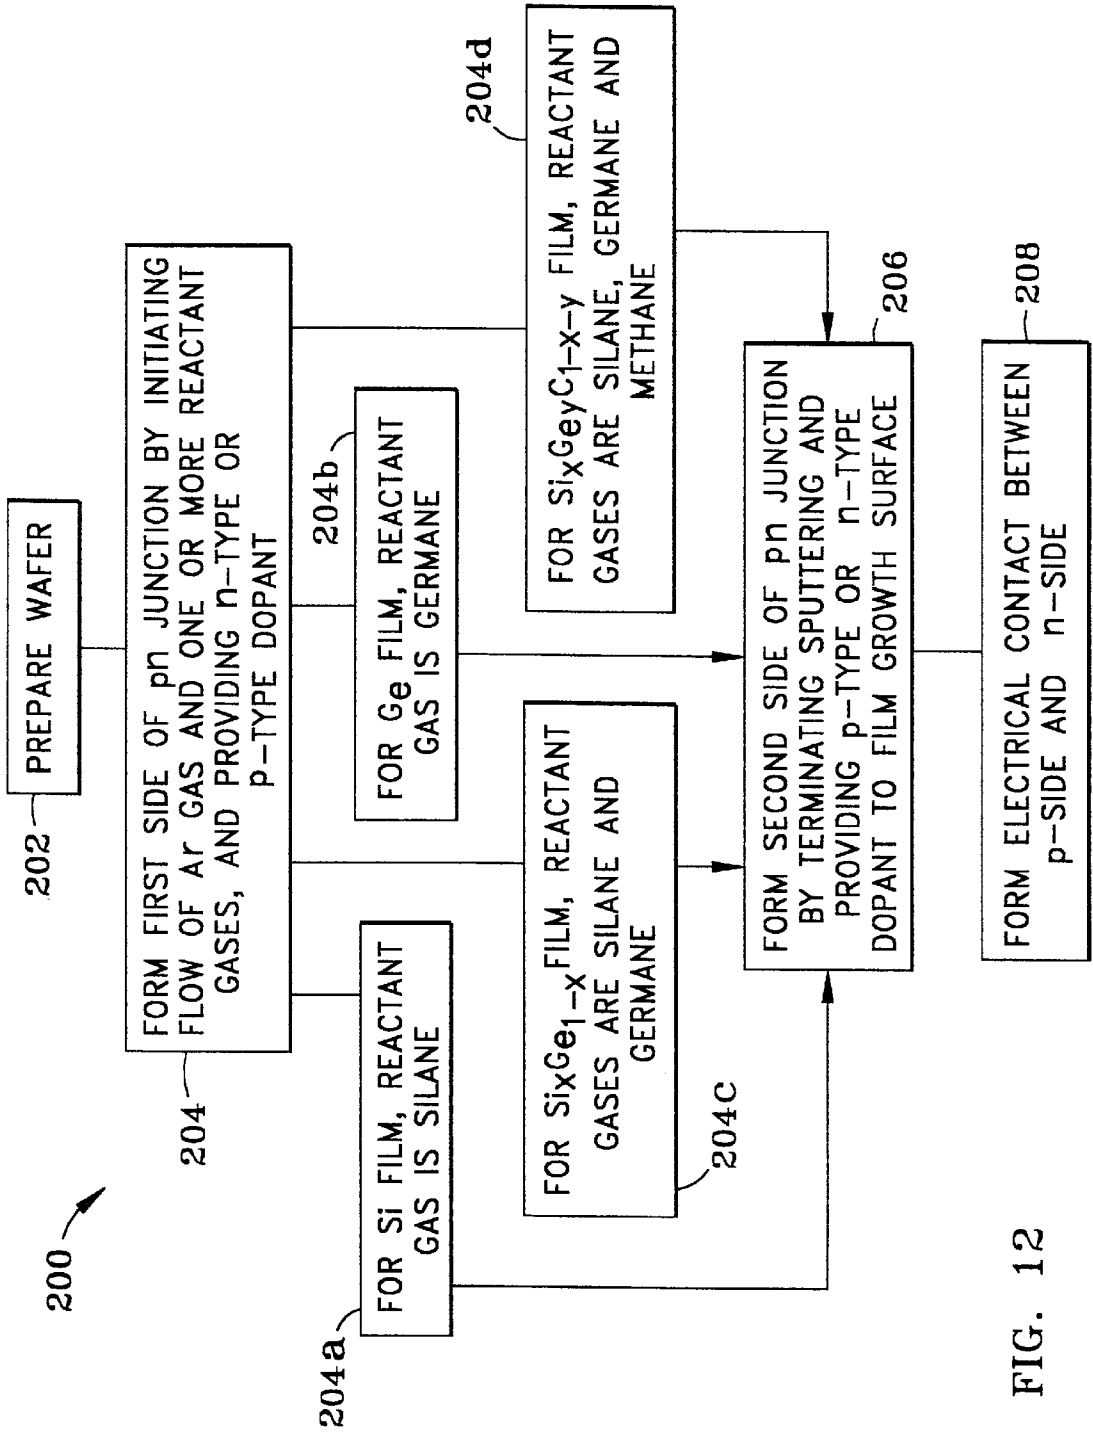 200
202
PREPARE WAFER
204
FORM FIRST SIDE OF pn JUNCTION BY INITIATING
FLOW OF Ar GAS AND ONE OR MORE REACTANT
GASES, AND PROVIDING n-TYPE OR
p-TYPE DOPANT
204a
FOR Si FILM, REACTANT
GAS IS SILANE
204b
FOR Ge FILM, REACTANT
GAS IS GERMANE
204c
FOR SixGe1-x FILM, REACTANT
GASES ARE SILANE AND
GERMANE
204d
FOR SixGeyC1-x-y FILM, REACTANT
GASES ARE SILANE, GERMANE AND
METHANE
206
FORM SECOND SIDE OF pn JUNCTION
BY TERMINATING SPUTTERING AND
PROVIDING p-TYPE OR n-TYPE
DOPANT TO FILM GROWTH SURFACE
208
FORM ELECTRICAL CONTACT BETWEEN
p-SIDE AND n-SIDE
FIG. 12